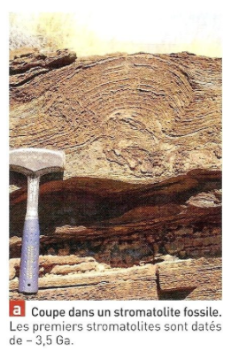 a Coupe dans un stromatolite fossile.
Les premiers stromatolites sont datés
de – 3,5 Ga.